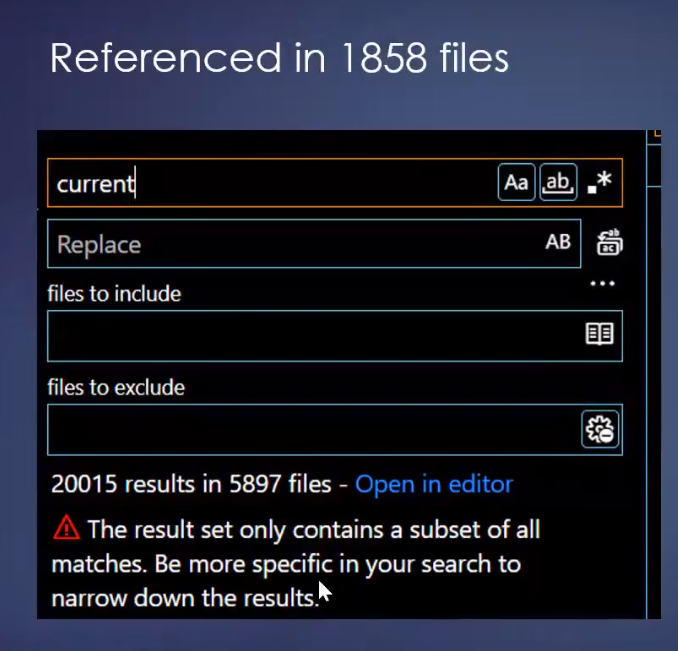 Referenced in 1858 files
current
Aa
ab
*
Replace
AB
ab
ac
...
files to include
files to exclude
20015 results in 5897 files - Open in editor
The result set only contains a subset of all
matches. Be more specific in your search to
narrow down the results.